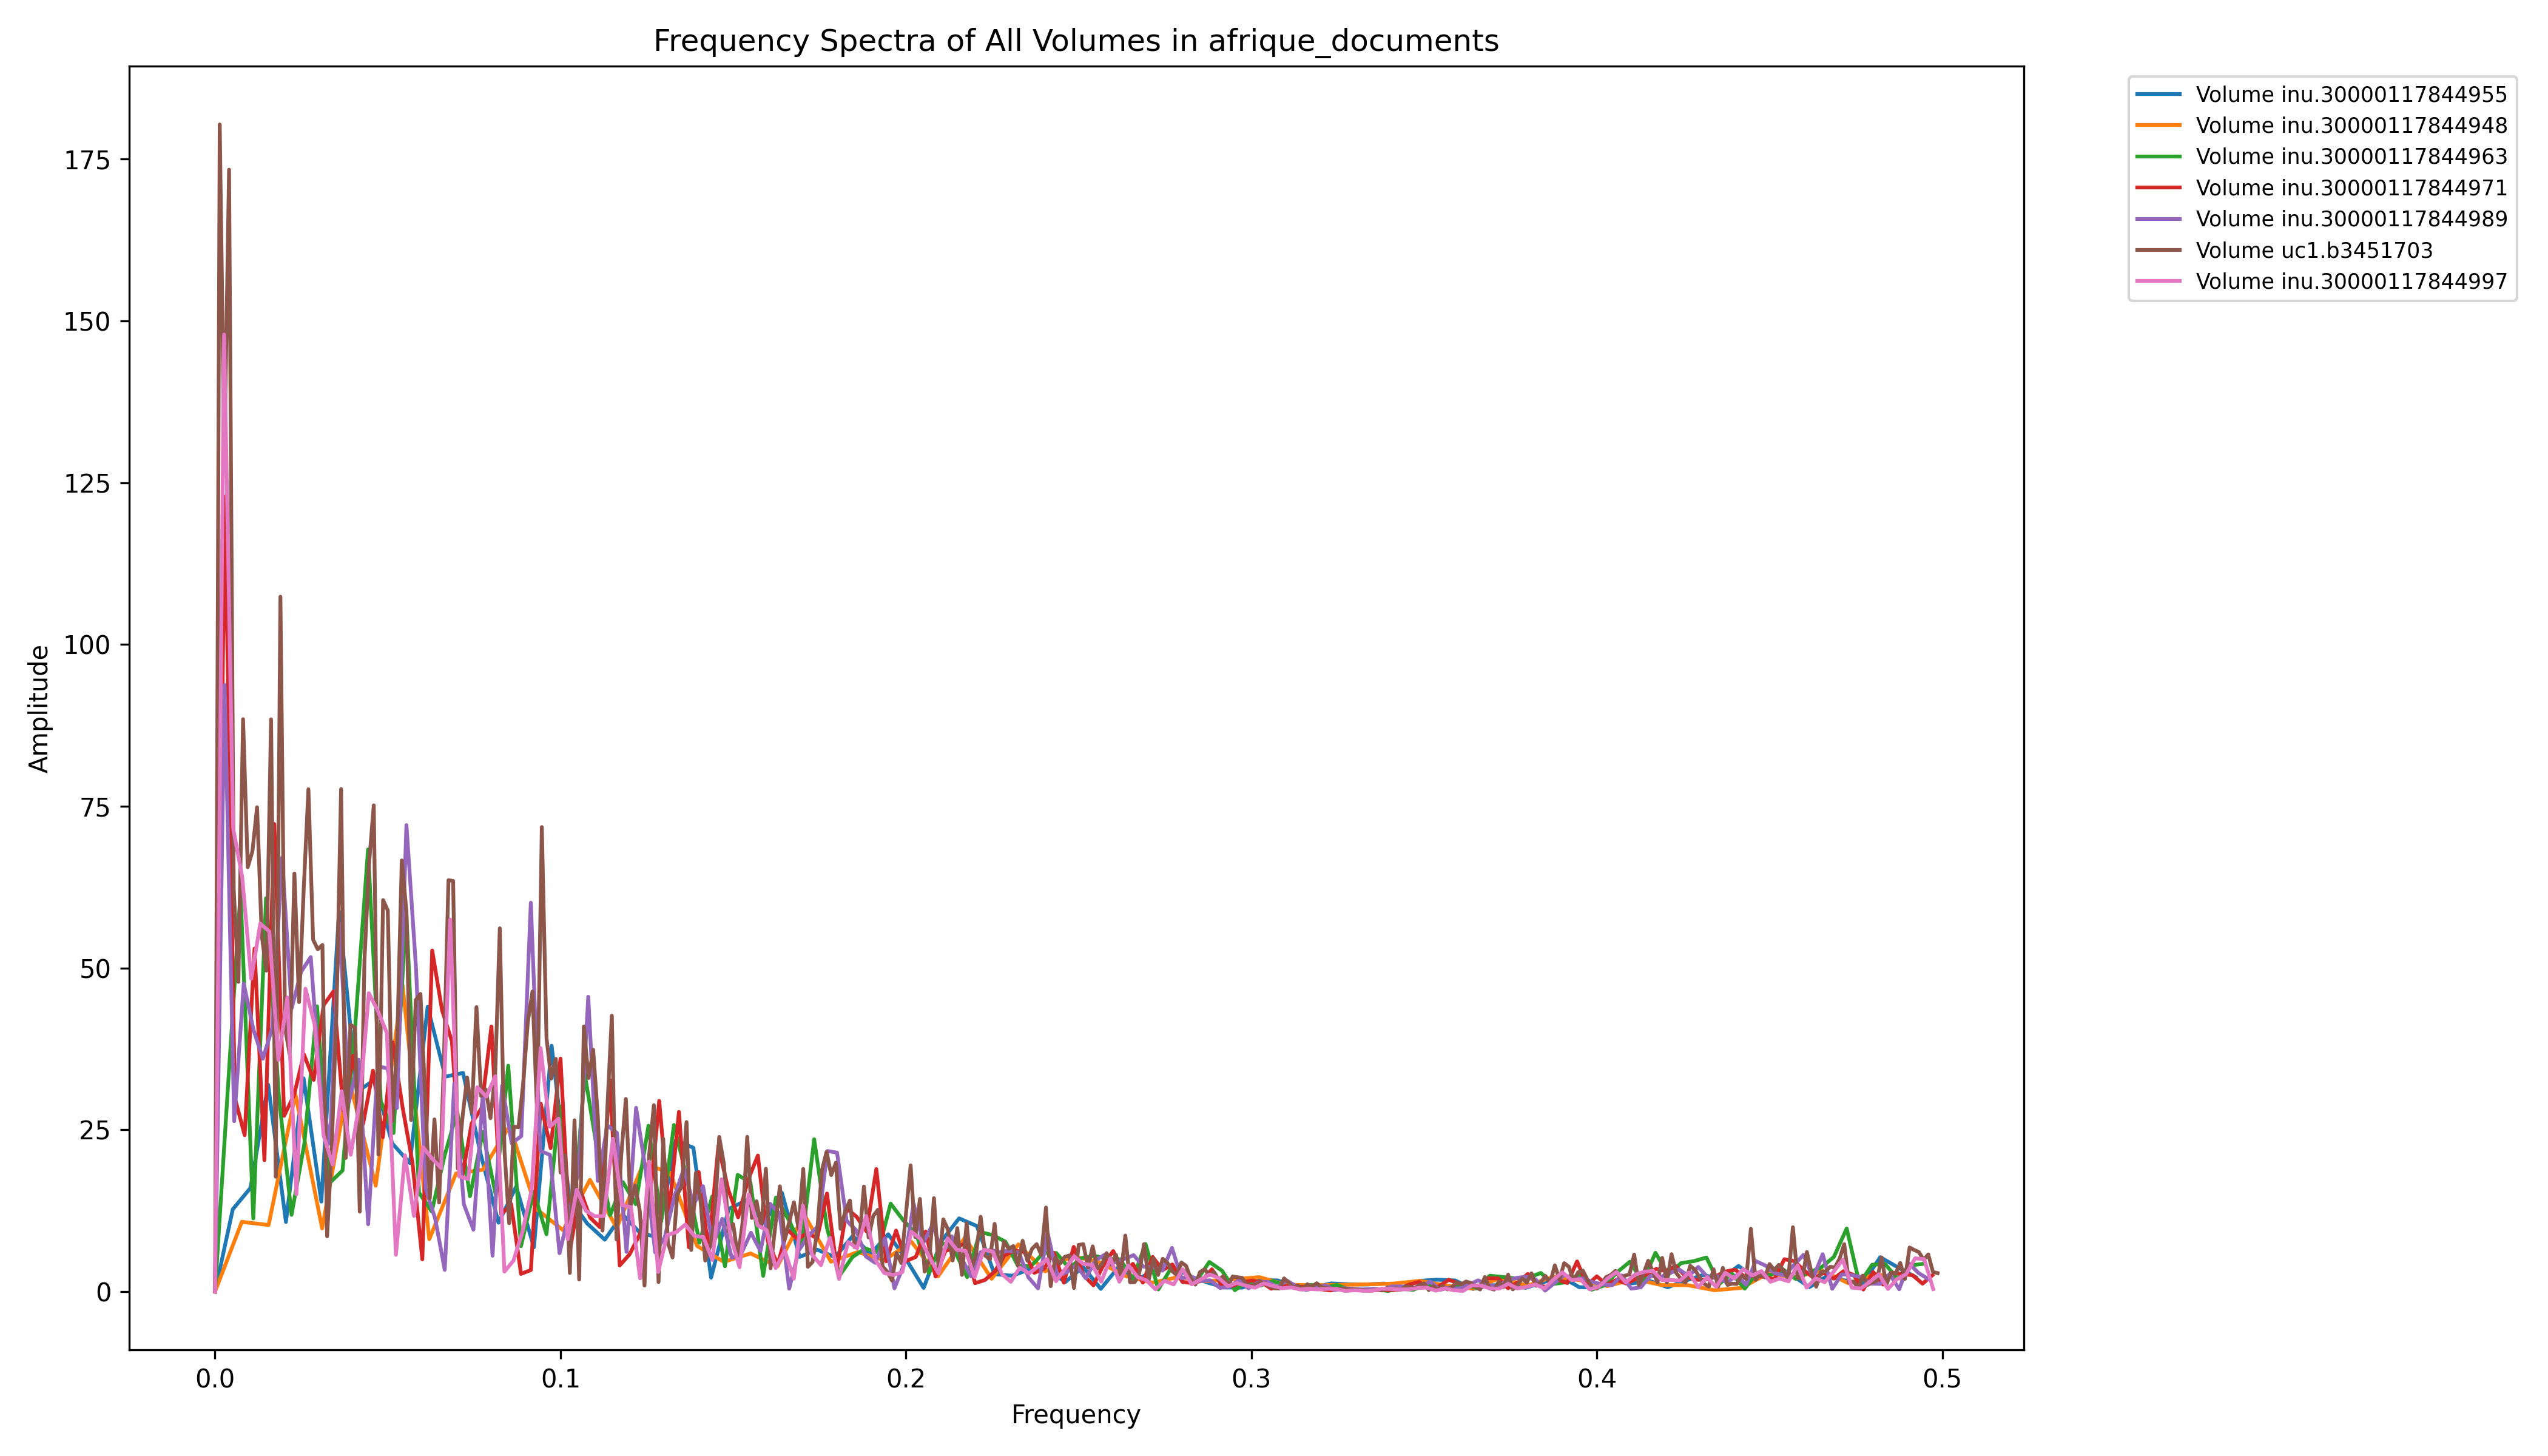 Frequency Spectra of All Volumes in afrique_documents
Volume inu.30000117844955
Volume inu.30000117844948
Volume inu.30000117844963
Volume inu.30000117844971
Volume inu.30000117844989
Volume uc1.b3451703
Volume inu.30000117844997
Amplitude
175
150
125
100
75
50
25
0
0.0 0.1 0.2 0.3 0.4 0.5
Frequency